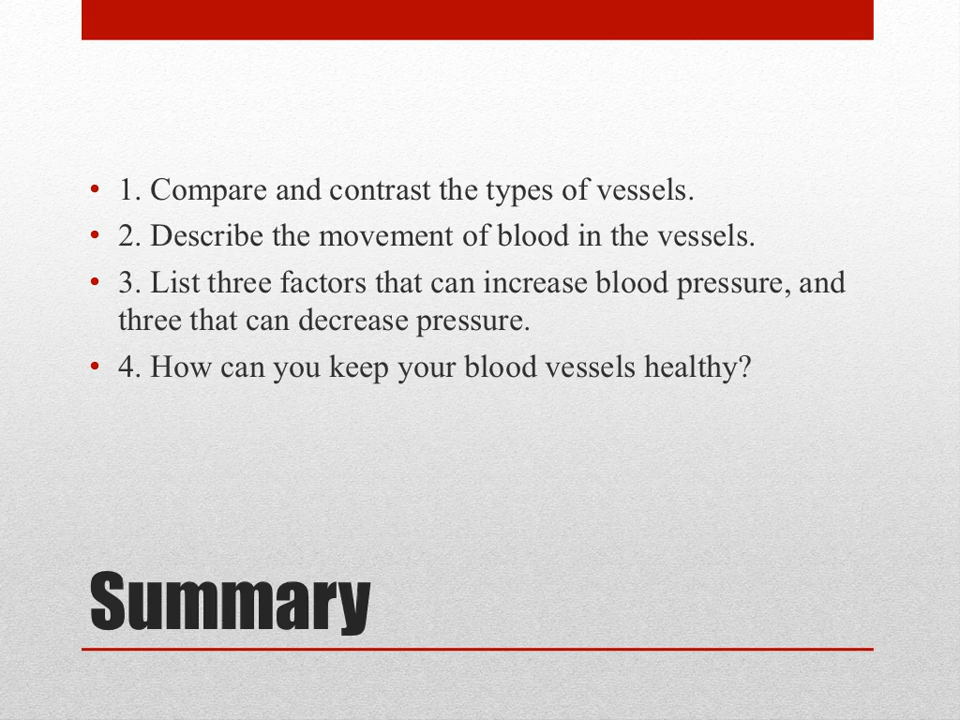 • 1. Compare and contrast the types of vessels.
• 2. Describe the movement of blood in the vessels.
• 3. List three factors that can increase blood pressure, and
three that can decrease pressure.
• 4. How can you keep your blood vessels healthy?
Summary